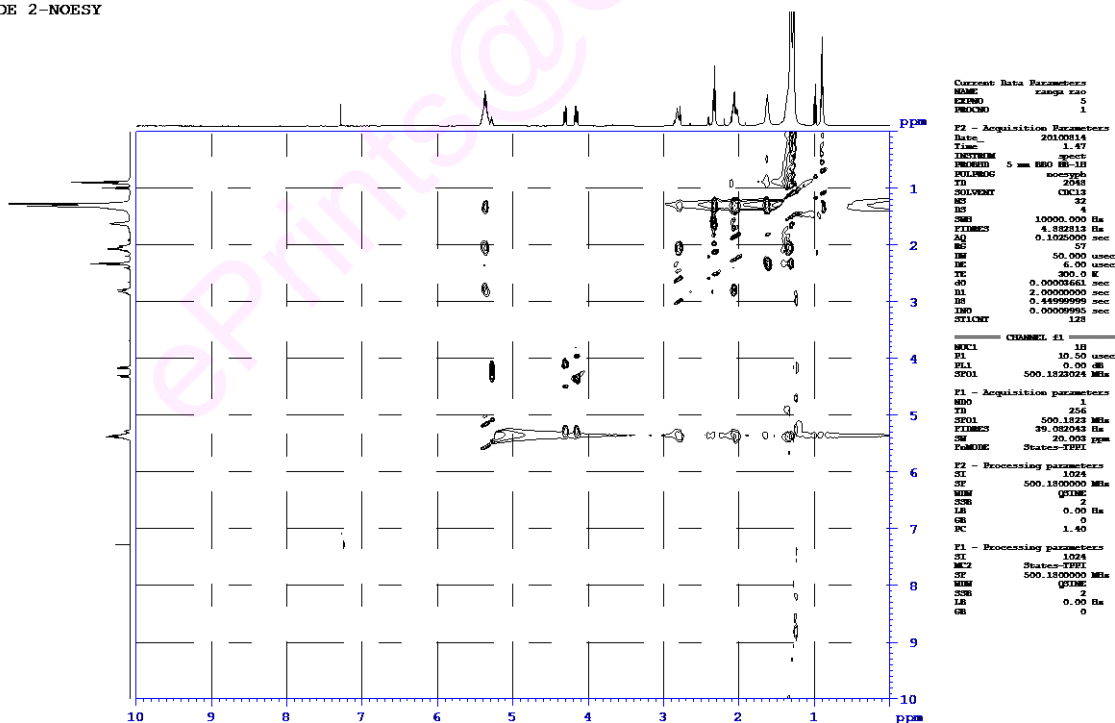 DE 2-NOESY
ePrints@
ppm
1
2
3
4
5
6
7
8
9
10
10 9 8 7 6 5 4 3 2 1 ppm
Current Data Parameters
NAME ranga rao
EXPNO 5
PROCNO 1
F2 - Acquisition Parameters
Date_ 20100814
Time 1.47
INSTRUM spect
PROBHD 5 mm BBO BB-1H
PULPROG noesyph
TD 2048
SOLVENT CDCl3
NS 32
DS 4
SWH 10000.000 Hz
FIDRES 4.882813 Hz
AQ 0.1025000 sec
RG 57
DW 50.000 usec
DE 6.00 usec
TE 300.0 K
d0 0.00003661 sec
D1 2.00000000 sec
D8 0.44999999 sec
IN0 0.00009995 sec
ST1CNT 128
CHANNEL f1
NUC1 1H
P1 10.50 usec
PL1 0.00 dB
SFO1 500.1823024 MHz
F1 - Acquisition parameters
ND0 1
TD 256
SFO1 500.1823 MHz
FIDRES 39.082043 Hz
SW 20.003 ppm
FnMODE States-TPPI
F2 - Processing parameters
SI 1024
SF 500.1800000 MHz
WDW QSINE
SSB 2
LB 0.00 Hz
GB 0
PC 1.40
F1 - Processing parameters
SI 1024
MC2 States-TPPI
SF 500.1800000 MHz
WDW QSINE
SSB 2
LB 0.00 Hz
GB 0